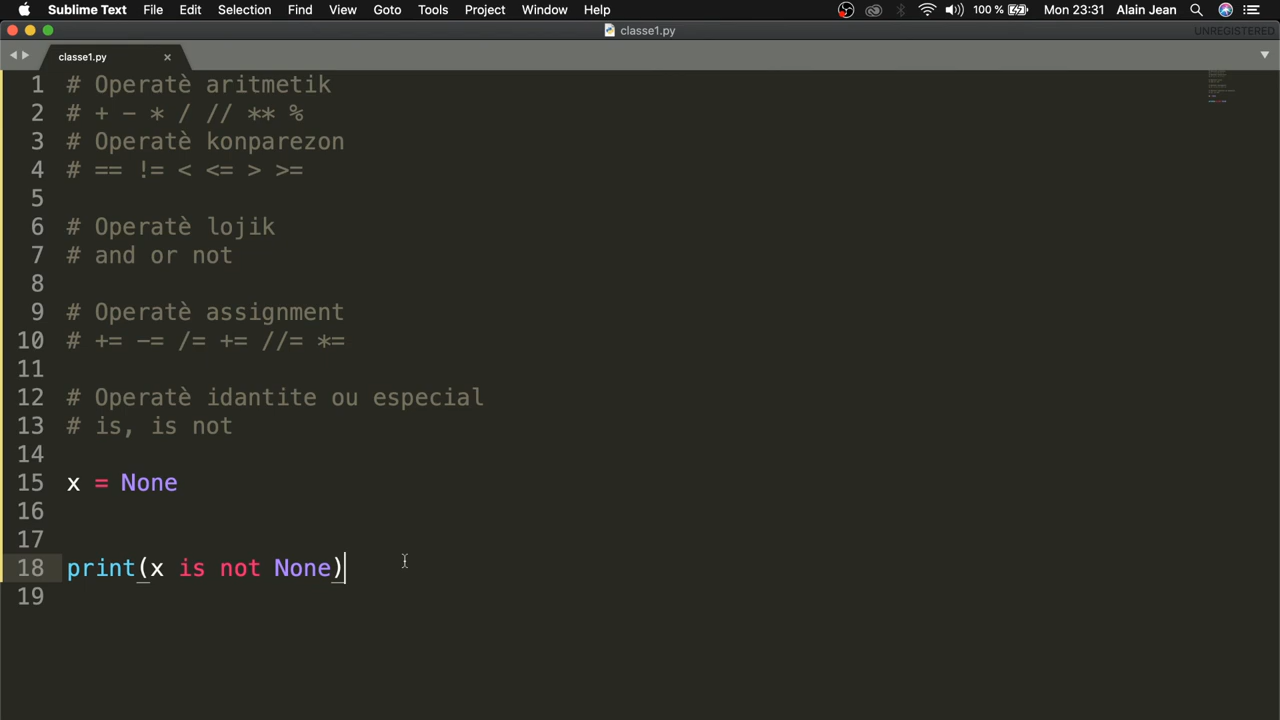 Sublime Text File Edit Selection Find View Goto Tools Project Window Help 100 % Mon 23:31 Alain Jean
classe1.py UNREGISTERED
classe1.py ×
1 # Operatè aritmetik
2 # + - * / // ** %
3 # Operatè konparezon
4 # == != < <= > >=
5
6 # Operatè lojik
7 # and or not
8
9 # Operatè assignment
10 # += -= /= += //= *=
11
12 # Operatè idantite ou especial
13 # is, is not
14
15 x = None
16
17
18 print(x is not None)
19